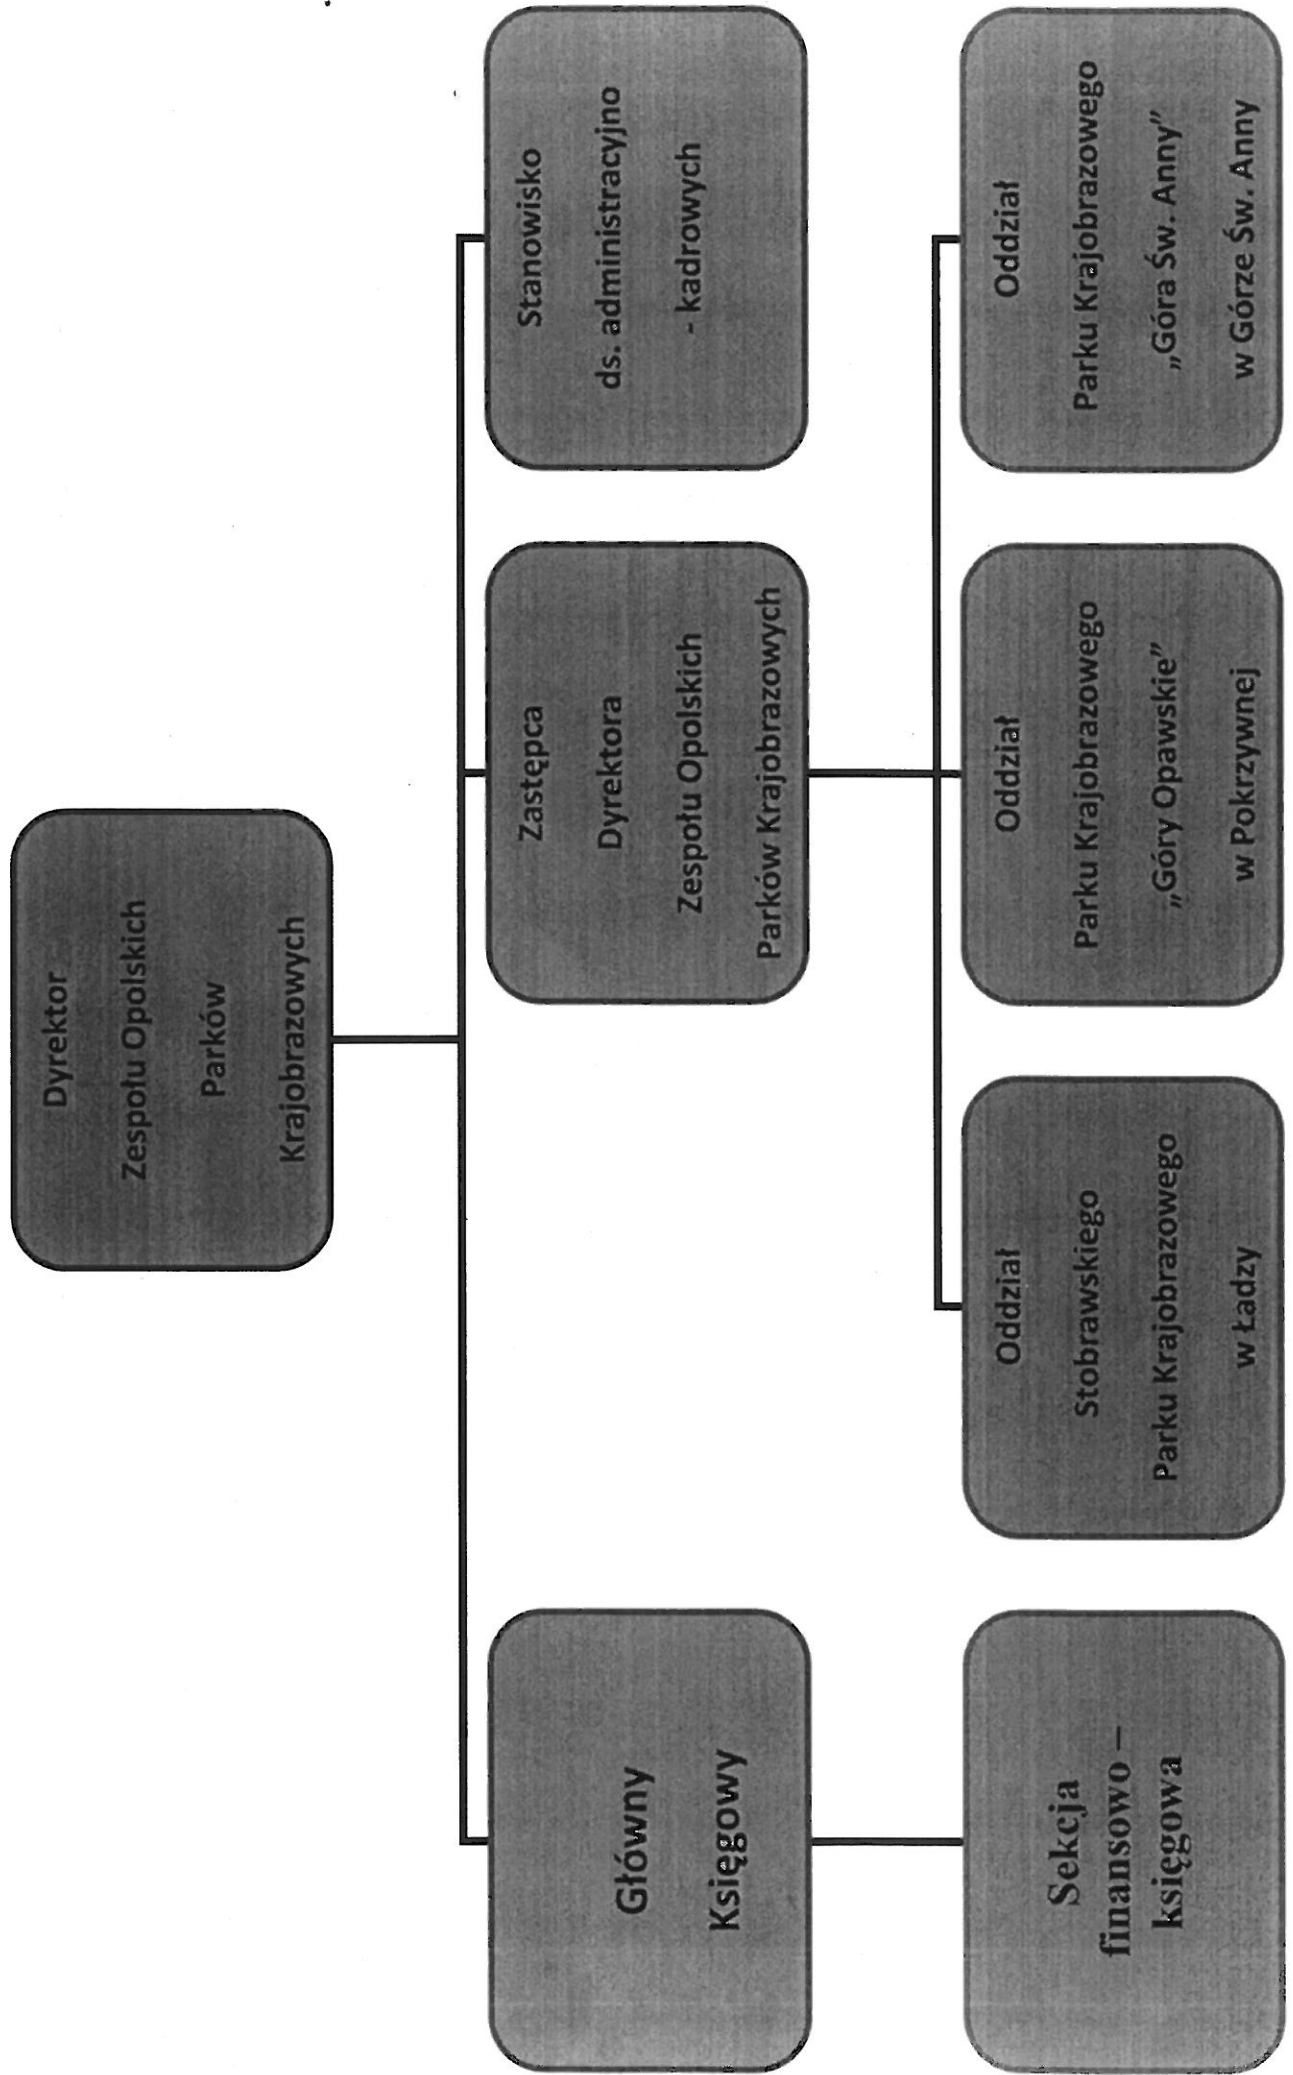 Dyrektor
Zespołu Opolskich
Parków
Krajobrazowych
Główny
Księgowy
Zastępca
Dyrektora
Zespołu Opolskich
Parków Krajobrazowych
Stanowisko
ds. administracyjno
- kadrowych
Sekcja
finansowo –
księgowa
Oddział
Stobrawskiego
Parku Krajobrazowego
w Ładzy
Oddział
Parku Krajobrazowego
„Góry Opawskie”
w Pokrzywnej
Oddział
Parku Krajobrazowego
„Góra Św. Anny”
w Górze Św. Anny